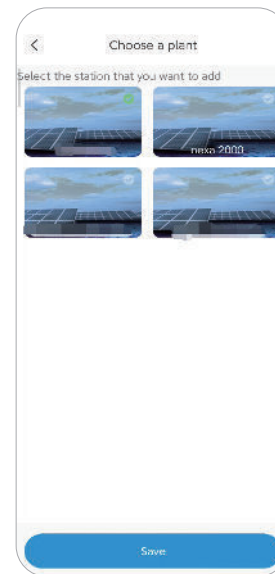 Choose a plant
Select the station that you want to add
nexa 2000
Save